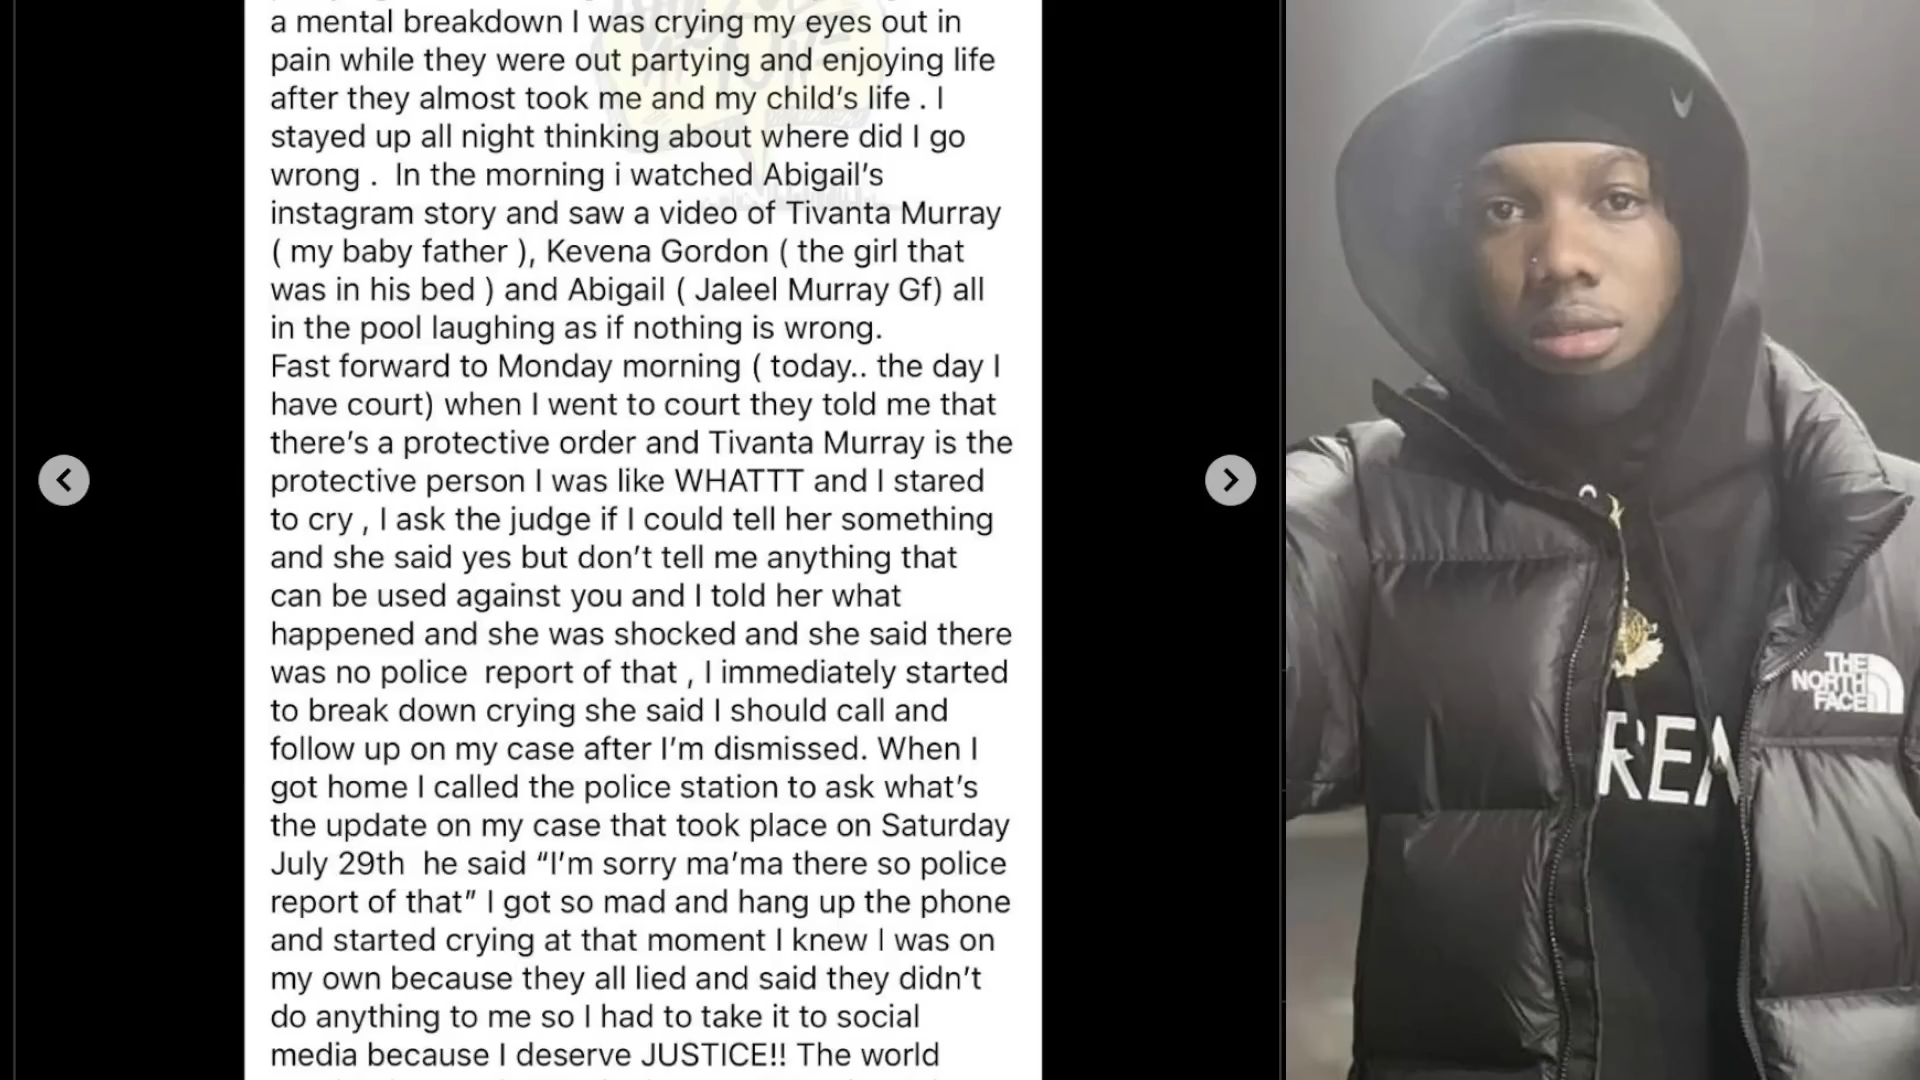 a mental breakdown I was crying my eyes out in
pain while they were out partying and enjoying life
after they almost took me and my child's life . I
stayed up all night thinking about where did I go
wrong .  In the morning i watched Abigail's
instagram story and saw a video of Tivanta Murray
( my baby father ), Kevena Gordon ( the girl that
was in his bed ) and Abigail ( Jaleel Murray Gf) all
in the pool laughing as if nothing is wrong.
Fast forward to Monday morning ( today.. the day I
have court) when I went to court they told me that
there's a protective order and Tivanta Murray is the
protective person I was like WHATTT and I stared
to cry , I ask the judge if I could tell her something
and she said yes but don't tell me anything that
can be used against you and I told her what
happened and she was shocked and she said there
was no police  report of that , I immediately started
to break down crying she said I should call and
follow up on my case after I'm dismissed. When I
got home I called the police station to ask what's
the update on my case that took place on Saturday
July 29th  he said “I'm sorry ma'ma there so police
report of that” I got so mad and hang up the phone
and started crying at that moment I knew I was on
my own because they all lied and said they didn't
do anything to me so I had to take it to social
media because I deserve JUSTICE!! The world
THE
NORTH
FACE
REA